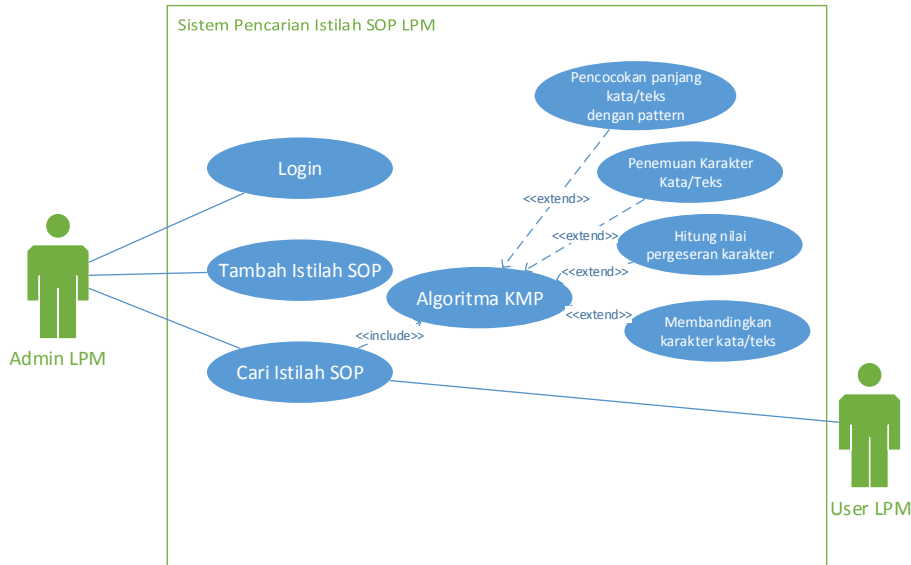 Sistem Pencarian Istilah SOP LPM
Pencocokan panjang
kata/teks
dengan pattern
Login
Penemuan Karakter
Kata/Teks
<<extend>>
Hitung nilai
pergeseran karakter
<<extend>>
Tambah Istilah SOP
<<extend>>
Algoritma KMP
<<extend>>
Membandingkan
karakter kata/teks
<<include>>
Admin LPM
Cari Istilah SOP
User LPM